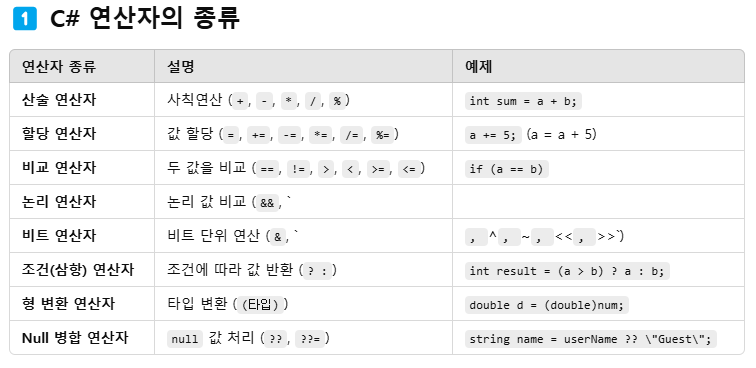 1 C# 연산자의 종류
연산자 종류 설명 예제
산술 연산자 사칙연산 (+, -, *, /, %) int sum = a + b;
할당 연산자 값 할당 (=, +=, -=, *=, /=, %=) a += 5; (a = a + 5)
비교 연산자 두 값을 비교 (==, !=, >, <, >=, <=) if (a == b)
논리 연산자 논리 값 비교 (&&, `
비트 연산자 비트 단위 연산 (&, ` , ^ , ~ , << , >>`)
조건(삼항) 연산자 조건에 따라 값 반환 (? :) int result = (a > b) ? a : b;
형 변환 연산자 타입 변환 ( (타입) ) double d = (double)num;
Null 병합 연산자 null 값 처리 (??, ??=) string name = userName ?? \"Guest\";